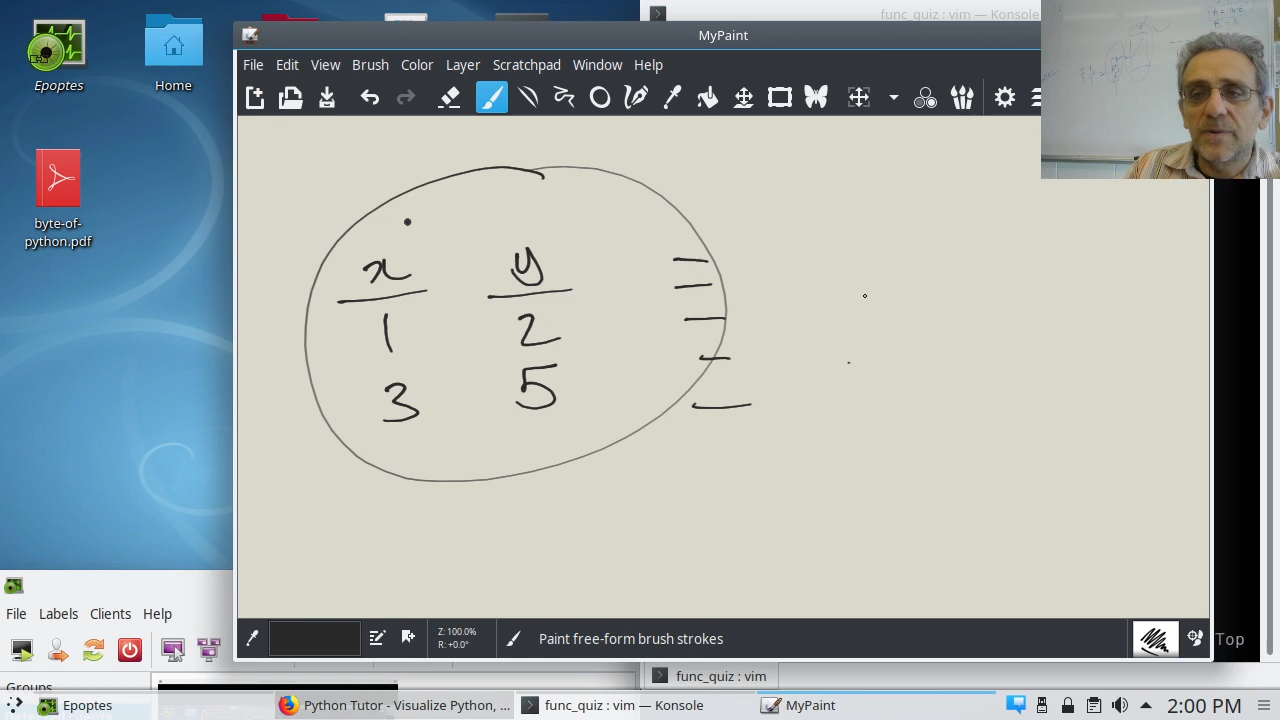 func_quiz : vim — Konsole
MyPaint
File Edit View Brush Color Layer Scratchpad Window Help
Epoptes
Home
byte-of-
python.pdf
x y
1 2
3 5
File Labels Clients Help
Z: 100.0%
R: +0.0°
Paint free-form brush strokes
Top
Groups
func_quiz : vim
Epoptes
Python Tutor - Visualize Python, ...
func_quiz : vim — Konsole
MyPaint
2:00 PM